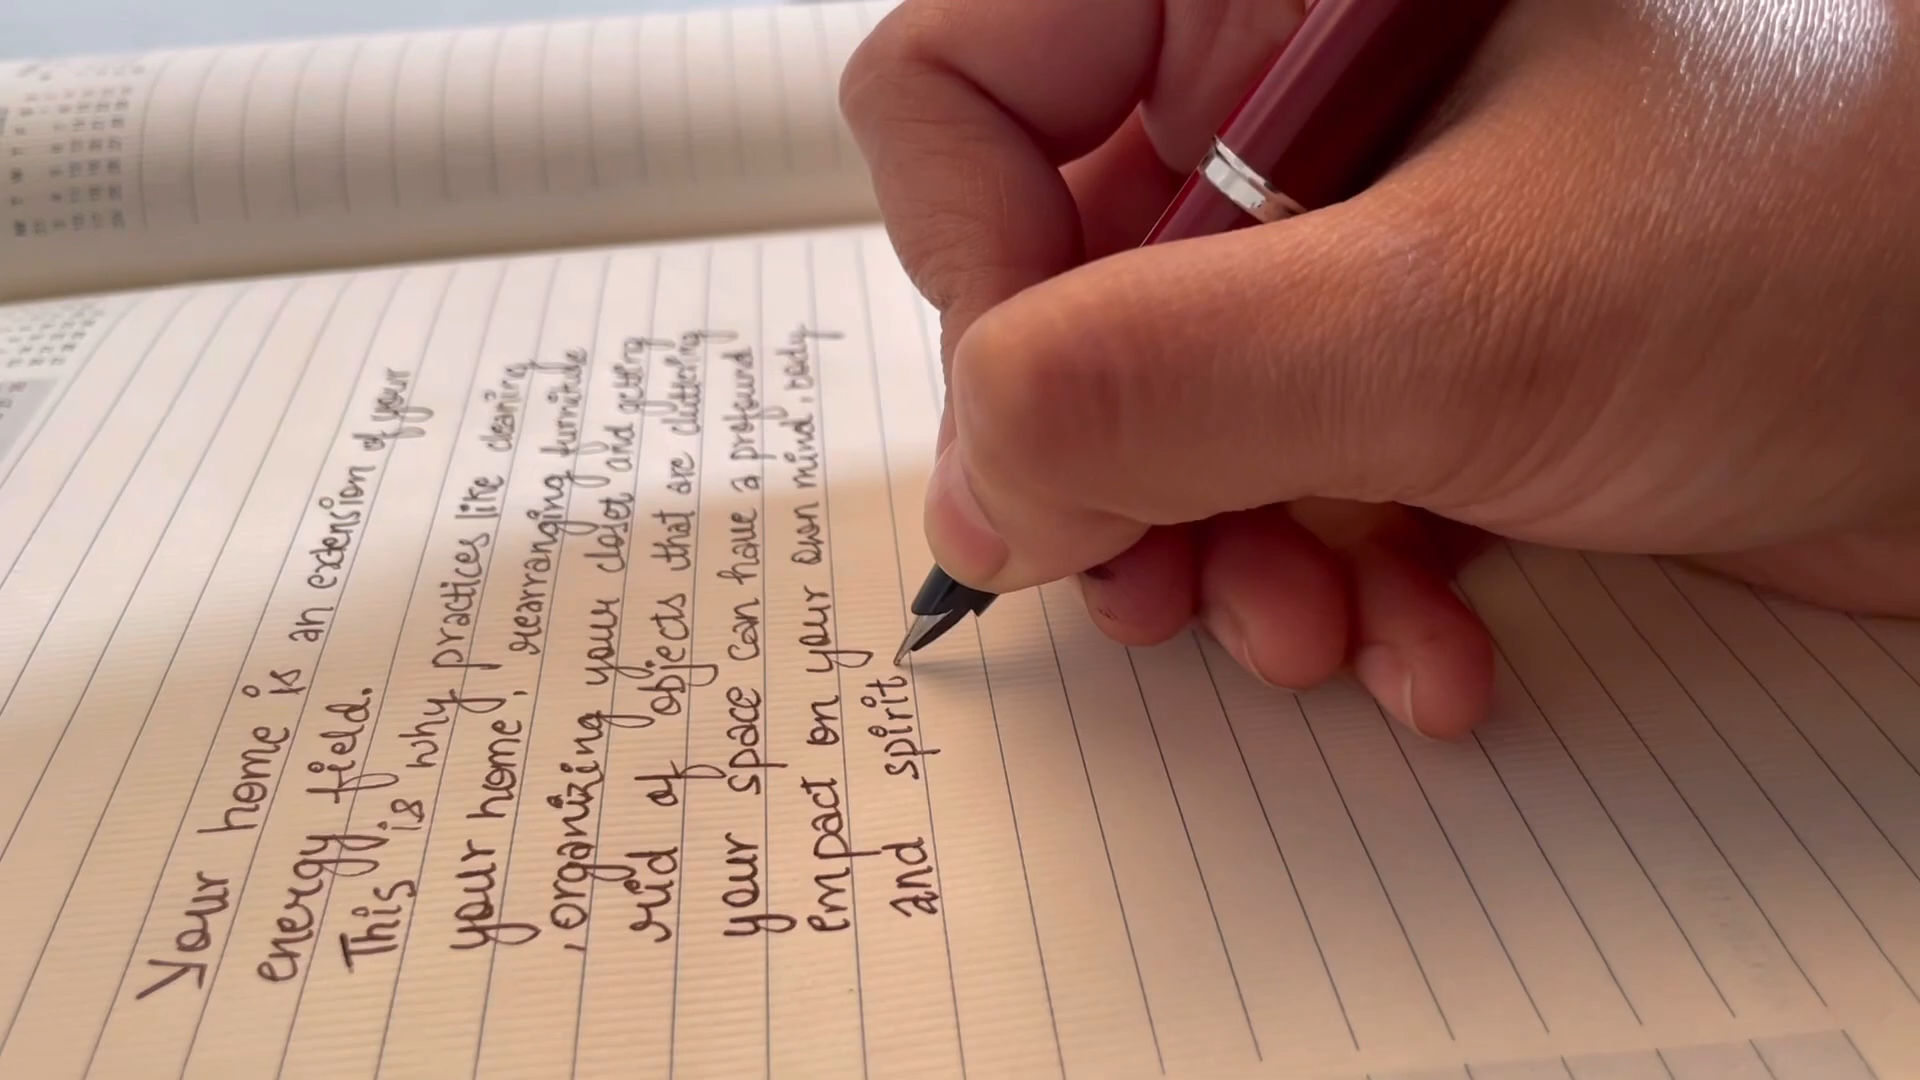 Your home is an extension of your
energy field.
This is why practices like cleaning
your home, rearranging furnitude
,organizing your closet and getting
rid of objects that are cluttering
your space can have a profound
empact on your own mind, body
and spirit